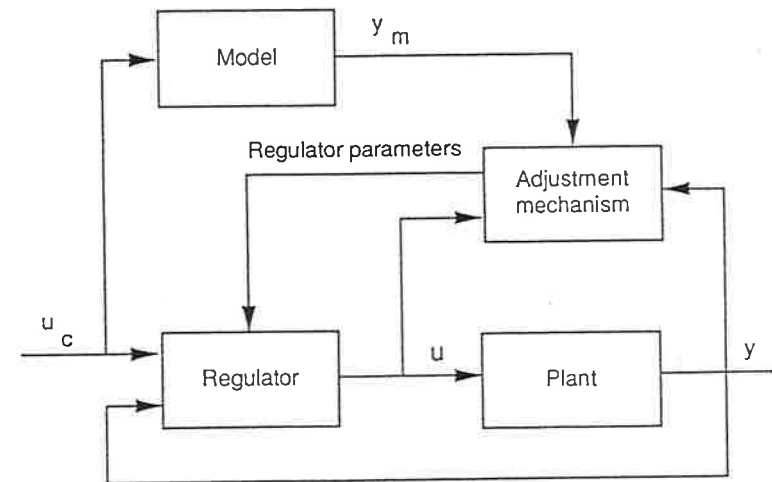 y
m
Model
Regulator parameters
Adjustment
mechanism
u
c
Regulator
u
Plant
y